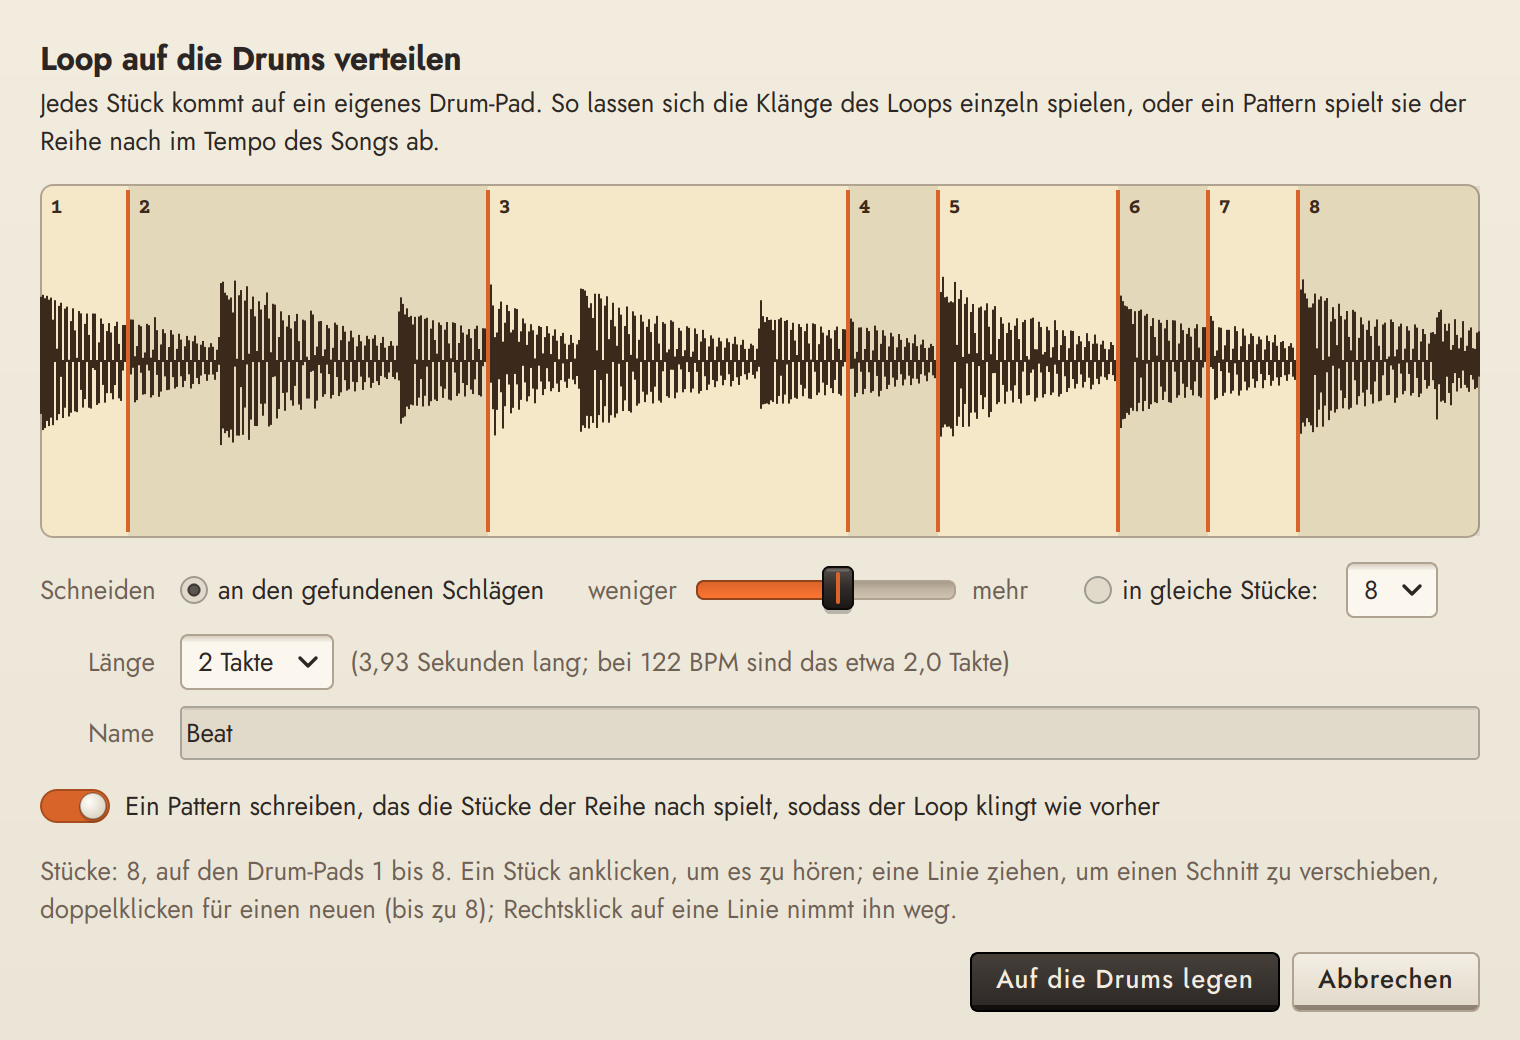 Loop auf die Drums verteilen
Jedes Stück kommt auf ein eigenes Drum-Pad. So lassen sich die Klänge des Loops einzeln spielen, oder ein Pattern spielt sie der
Reihe nach im Tempo des Songs ab.
1 2 3 4 5 6 7 8
Schneiden an den gefundenen Schlägen weniger mehr in gleiche Stücke: 8
Länge 2 Takte (3,93 Sekunden lang; bei 122 BPM sind das etwa 2,0 Takte)
Name Beat
Ein Pattern schreiben, das die Stücke der Reihe nach spielt, sodass der Loop klingt wie vorher
Stücke: 8, auf den Drum-Pads 1 bis 8. Ein Stück anklicken, um es zu hören; eine Linie ziehen, um einen Schnitt zu verschieben,
doppelklicken für einen neuen (bis zu 8); Rechtsklick auf eine Linie nimmt ihn weg.
Auf die Drums legen Abbrechen